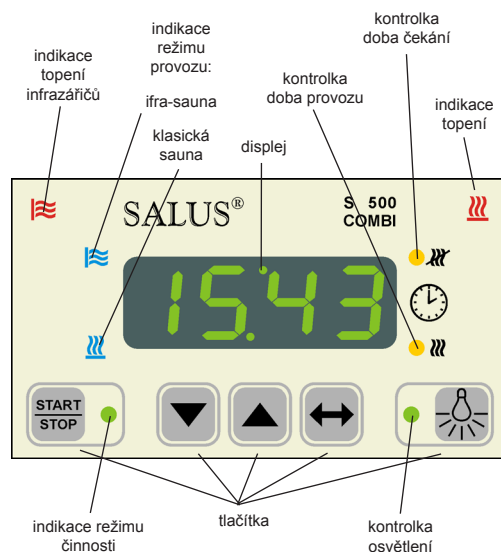 indikace
topení
infrazářičů
indikace
režimu
provozu:
ifra-sauna
klasická
sauna
displej
kontrolka
doba provozu
kontrolka
doba čekání
indikace
topení
SALUS®
S 500
COMBI
15.43
START
STOP
indikace režimu
činnosti
tlačítka
kontrolka
osvětlení